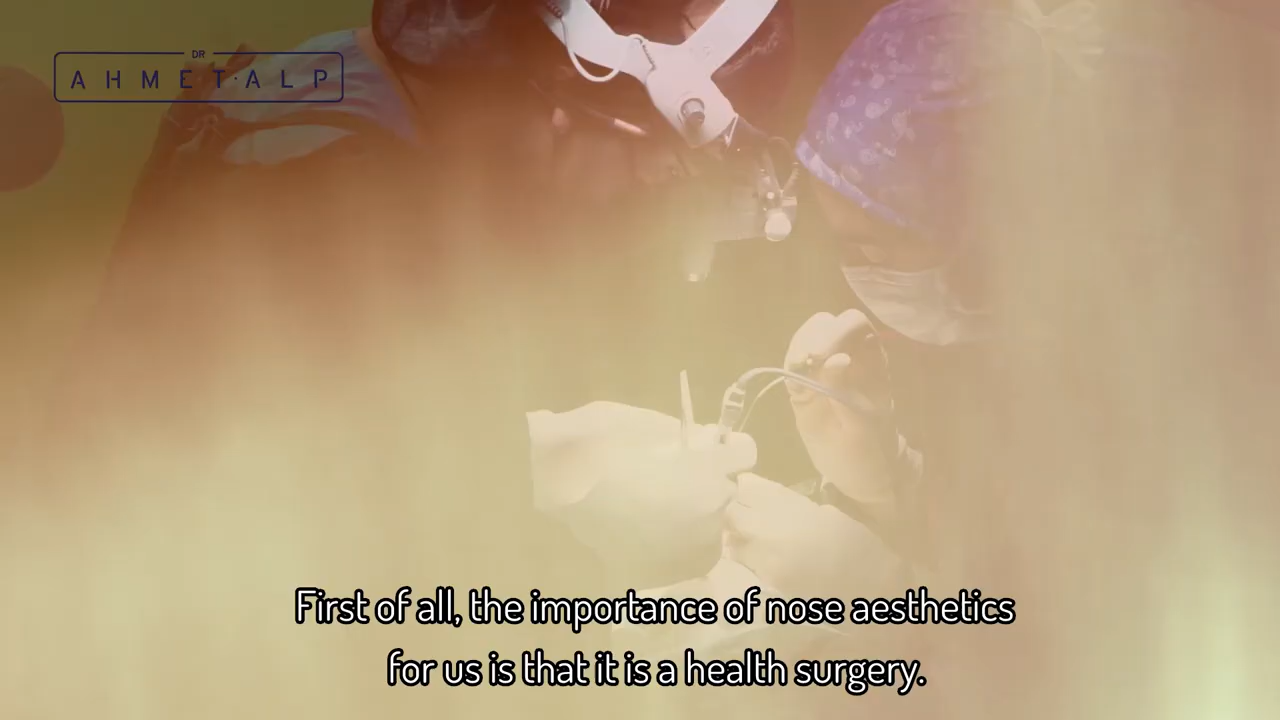 DR
AHMET·ALP
First of all, the importance of nose aesthetics
for us is that it is a health surgery.